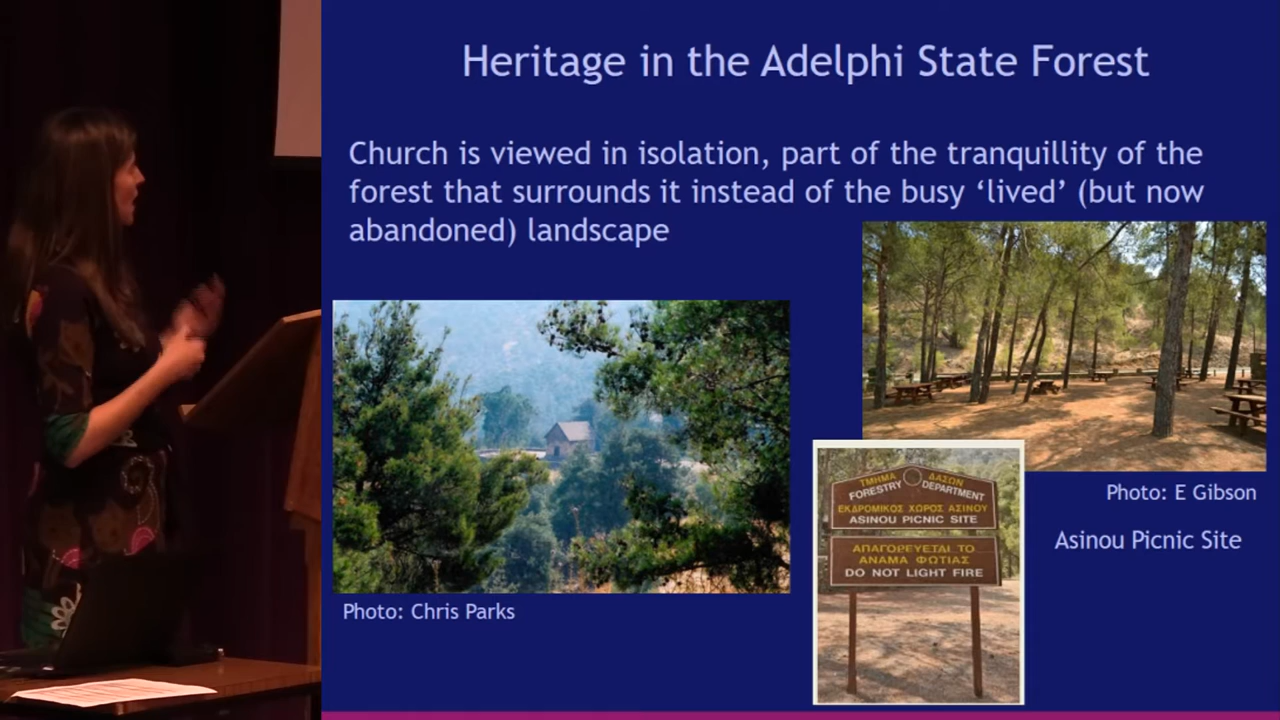 Heritage in the Adelphi State Forest
Church is viewed in isolation, part of the tranquillity of the
forest that surrounds it instead of the busy ‘lived’ (but now
abandoned) landscape
Photo: Chris Parks
Photo: E Gibson
Asinou Picnic Site
ΤΜΗΜΑ ΔΑΣΩΝ
FORESTRY DEPARTMENT
ΕΚΔΡΟΜΙΚΟΣ ΧΩΡΟΣ ΑΣΙΝΟΥ
ASINOU PICNIC SITE
ΑΠΑΓΟΡΕΥΕΤΑΙ ΤΟ
ΑΝΑΜΑ ΦΩΤΙΑΣ
DO NOT LIGHT FIRE